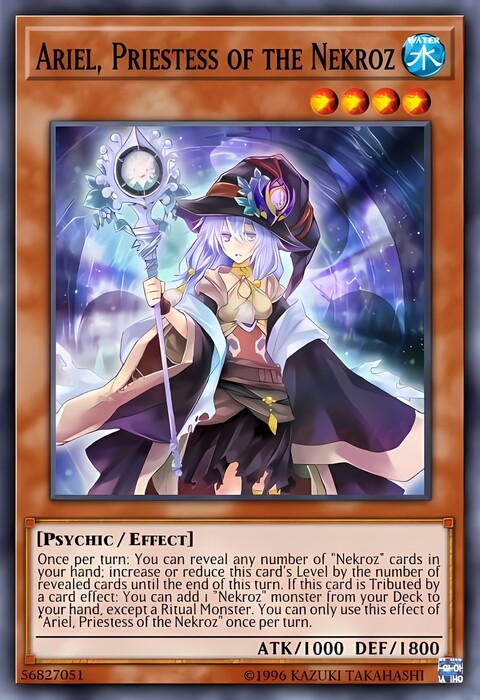 Ariel, Priestess of the Nekroz
WATER
水
[Psychic / Effect]
Once per turn: You can reveal any number of "Nekroz" cards in
your hand; increase or reduce this card's Level by the number of
revealed cards until the end of this turn. If this card is Tributed by
a card effect: You can add 1 "Nekroz" monster from your Deck to
your hand, except a Ritual Monster. You can only use this effect of
"Ariel, Priestess of the Nekroz" once per turn.
ATK/1000 DEF/1800
56827051
©1996 KAZUKI TAKAHASHI